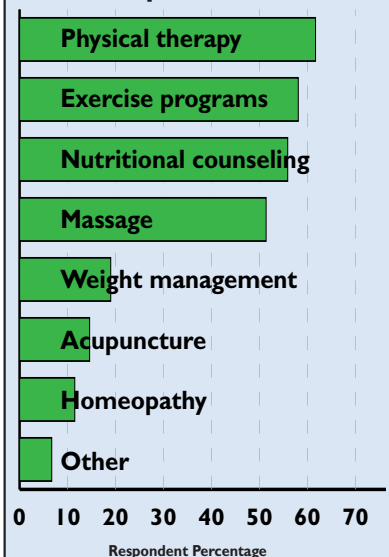 Physical therapy
Exercise programs
Nutritional counseling
Massage
Weight management
Acupuncture
Homeopathy
Other
0 10 20 30 40 50 60 70
Respondent Percentage